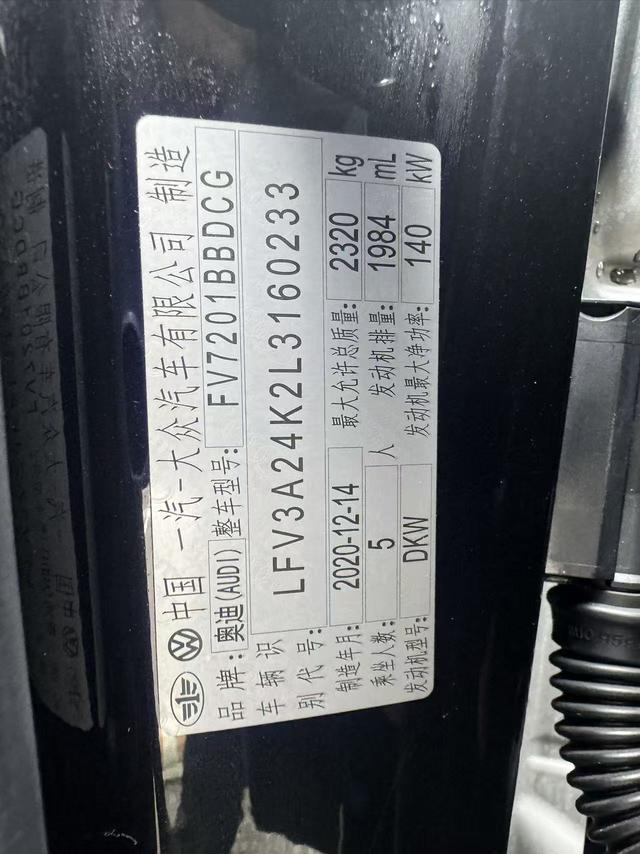 中国 一汽-大众汽车有限公司 制造
品牌: 奥迪(AUDI) 整车型号: FV7201BBDCG
车辆识别代号: LFV3A24K2L3160233
制造年月: 2020-12-14 最大允许总质量: 2320 kg
乘坐人数: 5 人 发动机排量: 1984 mL
发动机型号: DKW 发动机最大净功率: 140 kW